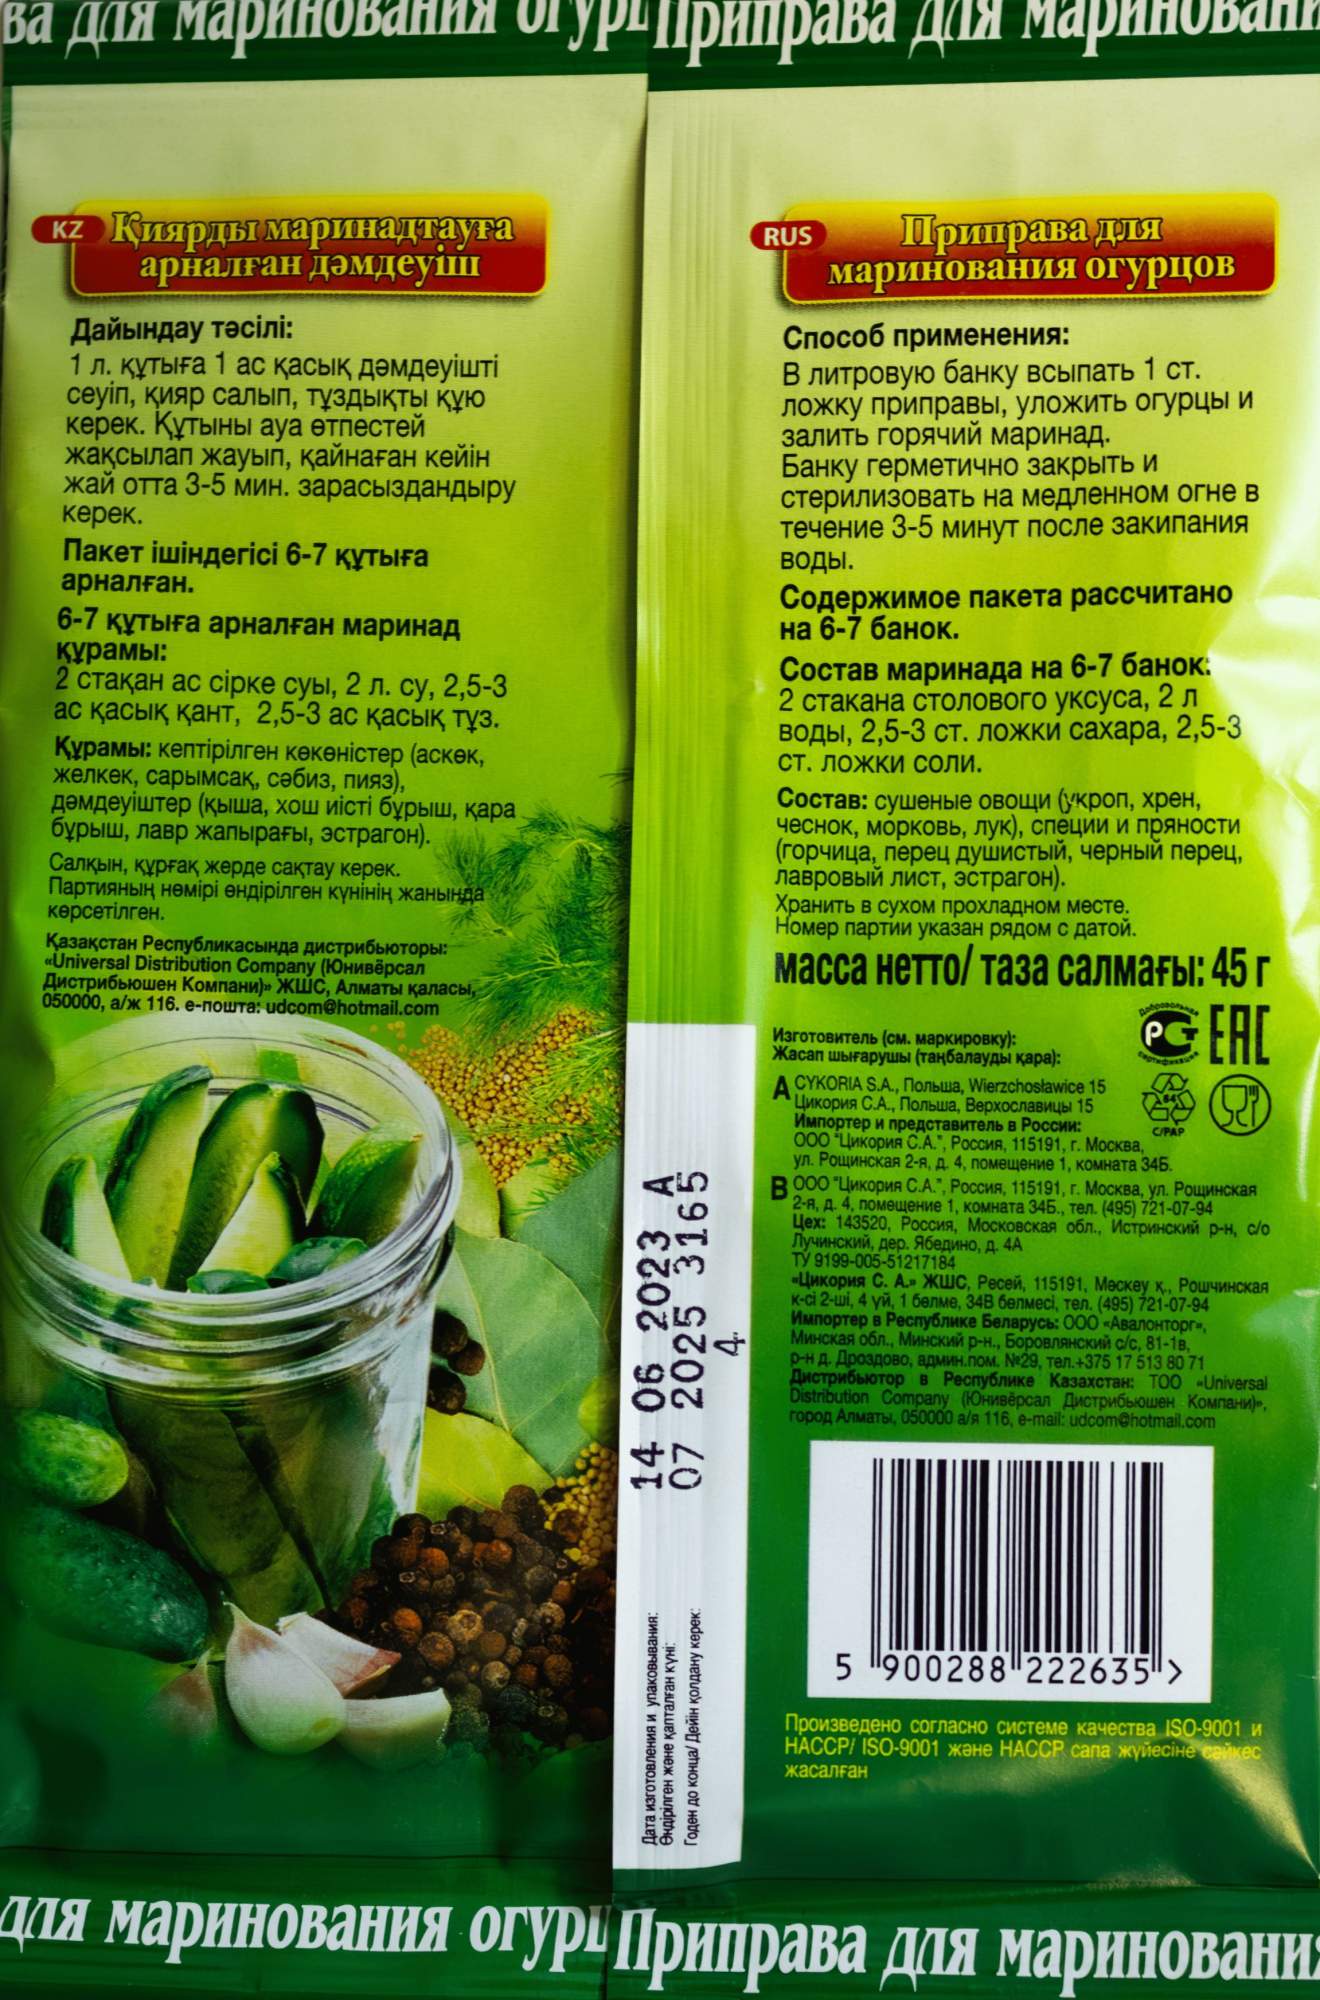 ва для маринования огурц
KZ
Қиярды маринадтауға
арналған дәмдеуіш
Дайындау тәсілі:
1 л. құтыға 1 ас қасық дәмдеуішті
сеуіп, қияр салып, тұздықты құю
керек. Құтыны ауа өтпестей
жақсылап жауып, қайнаған кейін
жай отта 3-5 мин. зарасыздандыру
керек.
Пакет ішіндегісі 6-7 құтыға
арналған.
6-7 құтыға арналған маринад
құрамы:
2 стақан ас сірке суы, 2 л. су, 2,5-3
ас қасық қант, 2,5-3 ас қасық тұз.
Құрамы: кептірілген көкөністер (аскөк,
желкек, сарымсақ, сәбиз, пияз),
дәмдеуіштер (қыша, хош иісті бұрыш, қара
бұрыш, лавр жапырағы, эстрагон).
Салқын, құрғақ жерде сақтау керек.
Партияның нөмірі өндірілген күнінің жанында
көрсетілген.
Қазақстан Республикасында дистрибьюторы:
«Universal Distribution Company (Юниверсал
Дистрибьюшен Компани)» ЖШС, Алматы қаласы,
050000, а/ж 116. е-пошта: udcom@hotmail.com
для маринования огурц
Приправа для мариновани
RUS
Приправа для
маринования огурцов
Способ применения:
В литровую банку всыпать 1 ст.
ложку приправы, уложить огурцы и
залить горячий маринад.
Банку герметично закрыть и
стерилизовать на медленном огне в
течение 3-5 минут после закипания
воды.
Содержимое пакета рассчитано
на 6-7 банок.
Состав маринада на 6-7 банок:
2 стакана столового уксуса, 2 л
воды, 2,5-3 ст. ложки сахара, 2,5-3
ст. ложки соли.
Состав: сушеные овощи (укроп, хрен,
чеснок, морковь, лук), специи и пряности
(горчица, перец душистый, черный перец,
лавровый лист, эстрагон).
Хранить в сухом прохладном месте.
Номер партии указан рядом с датой.
масса нетто/ таза салмағы: 45 г
Изготовитель (см. маркировку):
Жасап шығарушы (таңбалауды қара):
Добровольная
РСТ
сертификация
EAC
84
C/PAP
A CYKORIA S.A., Польша, Wierzchosławice 15
Цикория С.А., Польша, Верхославицы 15
Импортер и представитель в России:
ООО "Цикория С.А.", Россия, 115191, г. Москва,
ул. Рощинская 2-я, д. 4, помещение 1, комната 34Б.
B ООО "Цикория С.А.", Россия, 115191, г. Москва, ул. Рощинская
2-я, д. 4, помещение 1, комната 34Б., тел. (495) 721-07-94
Цех: 143520, Россия, Московская обл., Истринский р-н, с/о
Лучинский, дер. Ябедино, д. 4А
ТУ 9199-005-51217184
«Цикория С. А.» ЖШС, Ресей, 115191, Мәскеу қ., Рошчинская
к-сі 2-ші, 4 үй, 1 бөлме, 34В бөлмесі, тел. (495) 721-07-94
Импортер в Республике Беларусь: ООО «Авалонторг»,
Минская обл., Минский р-н., Боровлянский с/с, 81-1в,
р-н д. Дроздово, админ.пом. №29, тел.+375 17 513 80 71
Дистрибьютор в Республике Казахстан: ТОО «Universal
Distribution Company (Юниверсал Дистрибьюшен Компани)»,
город Алматы, 050000 а/я 116, e-mail: udcom@hotmail.com
5 900288 222635 >
Произведено согласно системе качества ISO-9001 и
HACCP/ ISO-9001 және HACCP сапа жүйесіне сәйкес
жасалған
Дата изготовления и упаковывания:
Өндірілген және қапталған күні:
Годен до конца/ Дейін қолдану керек:
14 06 2023 A
07 2025 3165
4
Приправа для маринования